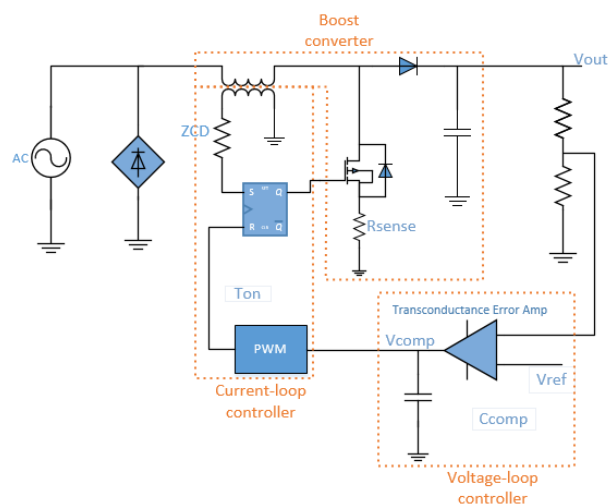 Boost
converter
Vout
ZCD
AC
S
Q
R
Q
Rsense
Ton
Transconductance Error Amp
Vcomp
PWM
Vref
Current-loop
controller
Ccomp
Voltage-loop
controller